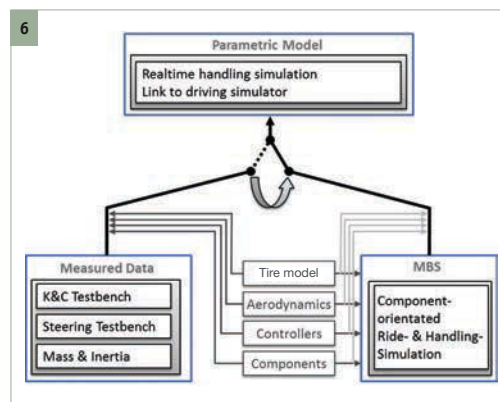 6
Parametric Model
Realtime handling simulation
Link to driving simulator
Measured Data
K&C Testbench
Steering Testbench
Mass & Inertia
Tire model
Aerodynamics
Controllers
Components
MBS
Component-
orientated
Ride- & Handling-
Simulation